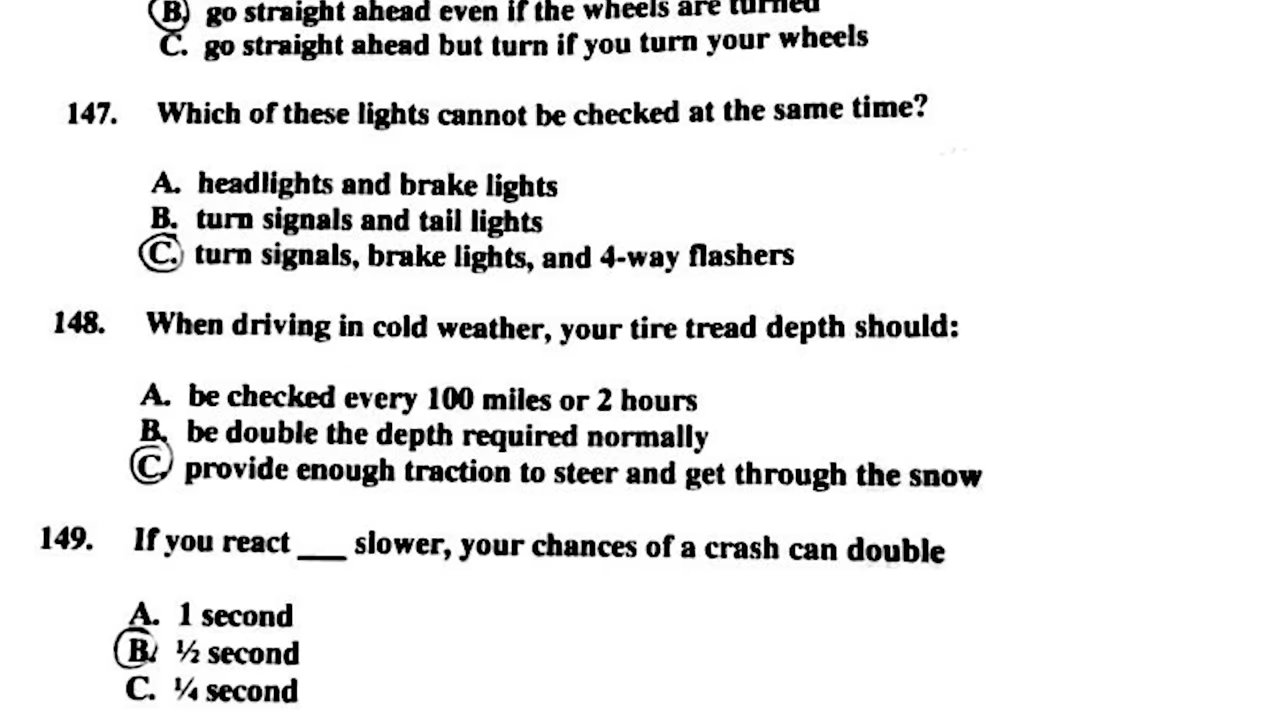 B. go straight ahead even if the wheels are turned
C. go straight ahead but turn if you turn your wheels
147. Which of these lights cannot be checked at the same time?
A. headlights and brake lights
B. turn signals and tail lights
C. turn signals, brake lights, and 4-way flashers
148. When driving in cold weather, your tire tread depth should:
A. be checked every 100 miles or 2 hours
B. be double the depth required normally
C. provide enough traction to steer and get through the snow
149. If you react ___ slower, your chances of a crash can double
A. 1 second
B. ½ second
C. ¼ second